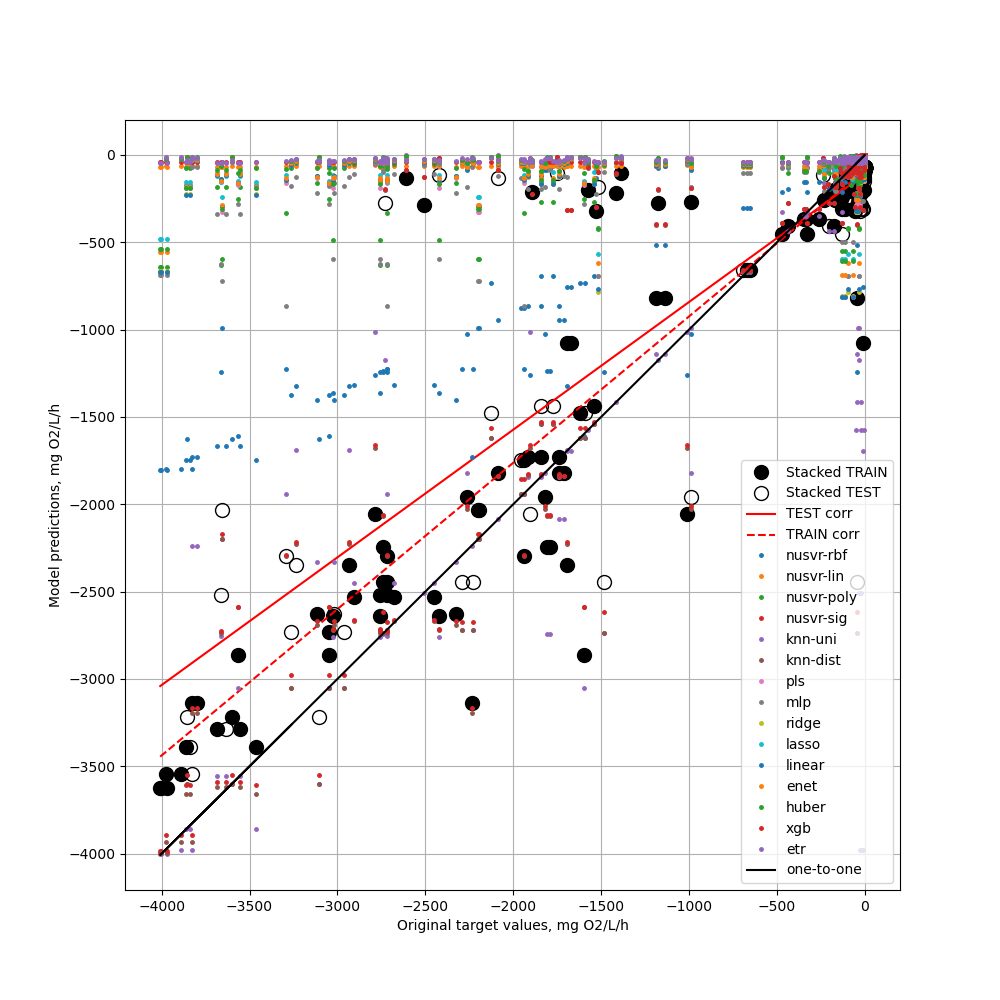 0
−500
−1000
−1500
−2000
−2500
−3000
−3500
−4000
Model predictions, mg O2/L/h
−4000 −3500 −3000 −2500 −2000 −1500 −1000 −500 0
Original target values, mg O2/L/h
Stacked TRAIN
Stacked TEST
TEST corr
TRAIN corr
nusvr-rbf
nusvr-lin
nusvr-poly
nusvr-sig
knn-uni
knn-dist
pls
mlp
ridge
lasso
linear
enet
huber
xgb
etr
one-to-one